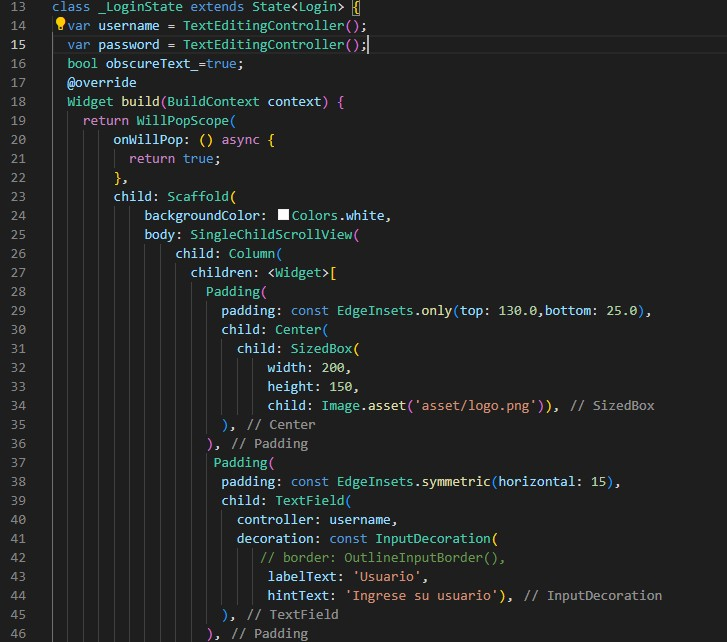 13 class _LoginState extends State<Login> {
14 var username = TextEditingController();
15 var password = TextEditingController();
16 bool obscureText_=true;
17 @override
18 Widget build(BuildContext context) {
19 return WillPopScope(
20 onWillPop: () async {
21 return true;
22 },
23 child: Scaffold(
24 backgroundColor: Colors.white,
25 body: SingleChildScrollView(
26 child: Column(
27 children: <Widget>[
28 Padding(
29 padding: const EdgeInsets.only(top: 130.0,bottom: 25.0),
30 child: Center(
31 child: SizedBox(
32 width: 200,
33 height: 150,
34 child: Image.asset('asset/logo.png')), // SizedBox
35 ), // Center
36 ), // Padding
37 Padding(
38 padding: const EdgeInsets.symmetric(horizontal: 15),
39 child: TextField(
40 controller: username,
41 decoration: const InputDecoration(
42 // border: OutlineInputBorder(),
43 labelText: 'Usuario',
44 hintText: 'Ingrese su usuario'), // InputDecoration
45 ), // TextField
46 ), // Padding